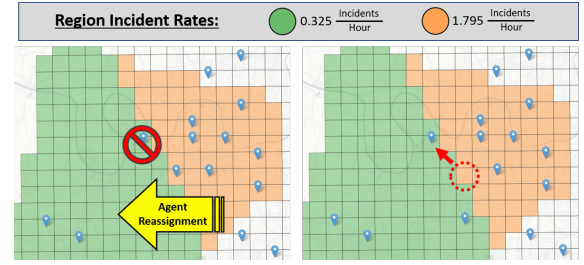 Region Incident Rates:
0.325 Incidents
Hour
1.795 Incidents
Hour
Agent
Reassignment